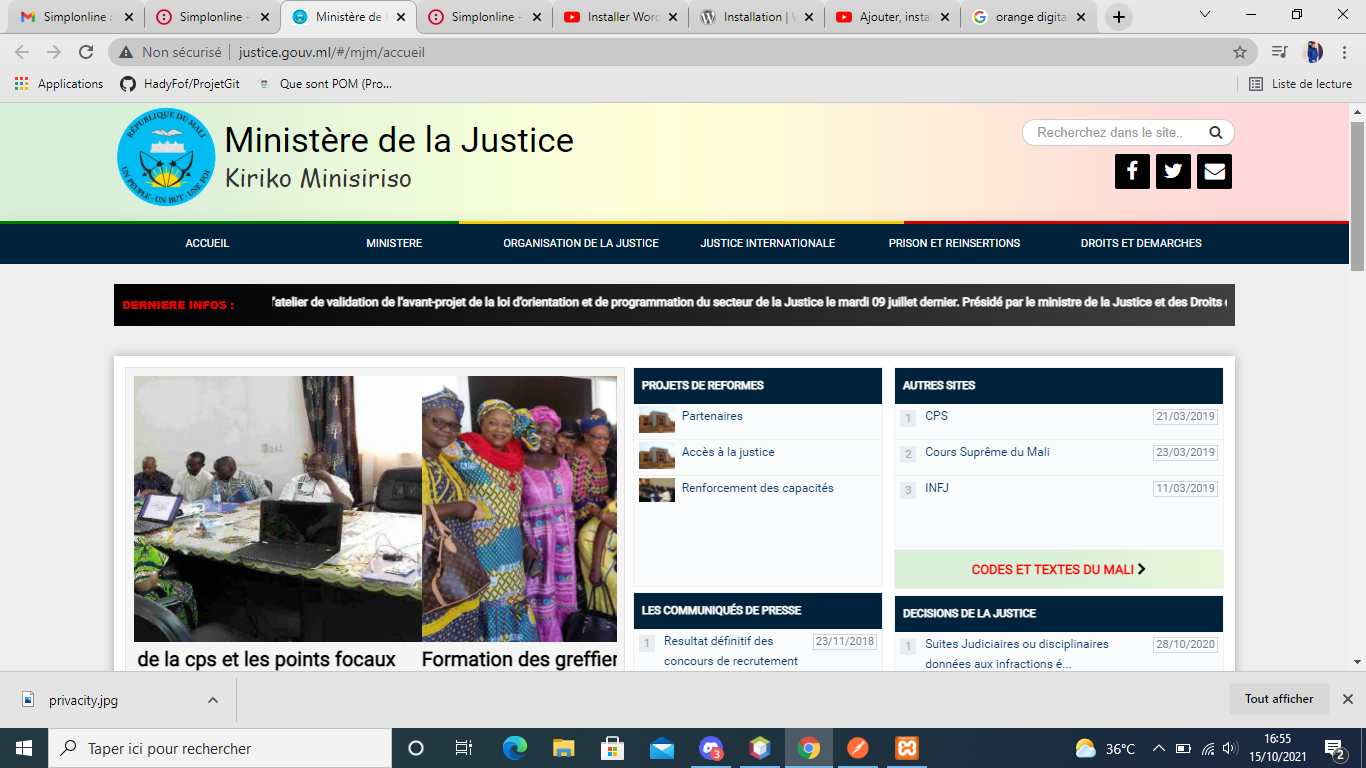 Simplonline
Simplonline -
Ministère de
Simplonline -
Installer Wor
Installation | 
Ajouter, insta
orange digita
Non sécurisé | justice.gouv.ml/#/mjm/accueil
Applications
HadyFof/ProjetGit
Que sont POM (Pro...
Liste de lecture
RÉPUBLIQUE DU MALI
UN PEUPLE - UN BUT - UNE FOI
Ministère de la Justice
Kiriko Minisiriso
Recherchez dans le site..
ACCUEIL
MINISTERE
ORGANISATION DE LA JUSTICE
JUSTICE INTERNATIONALE
PRISON ET REINSERTIONS
DROITS ET DEMARCHES
DERNIERE INFOS :
l'atelier de validation de l'avant-projet de la loi d'orientation et de programmation du secteur de la Justice le mardi 09 juillet dernier. Présidé par le ministre de la Justice et des Droits
de la cps et les points focaux
Formation des greffier
PROJETS DE REFORMES
Partenaires
Accès à la justice
Renforcement des capacités
LES COMMUNIQUÉS DE PRESSE
1 Resultat définitif des 23/11/2018
concours de recrutement
AUTRES SITES
1 CPS 21/03/2019
2 Cours Suprême du Mali 23/03/2019
3 INFJ 11/03/2019
CODES ET TEXTES DU MALI
DECISIONS DE LA JUSTICE
1 Suites Judiciaires ou disciplinaires 28/10/2020
données aux infractions é...
privacity.jpg
Tout afficher
Taper ici pour rechercher
3
36°C
16:55
15/10/2021
2